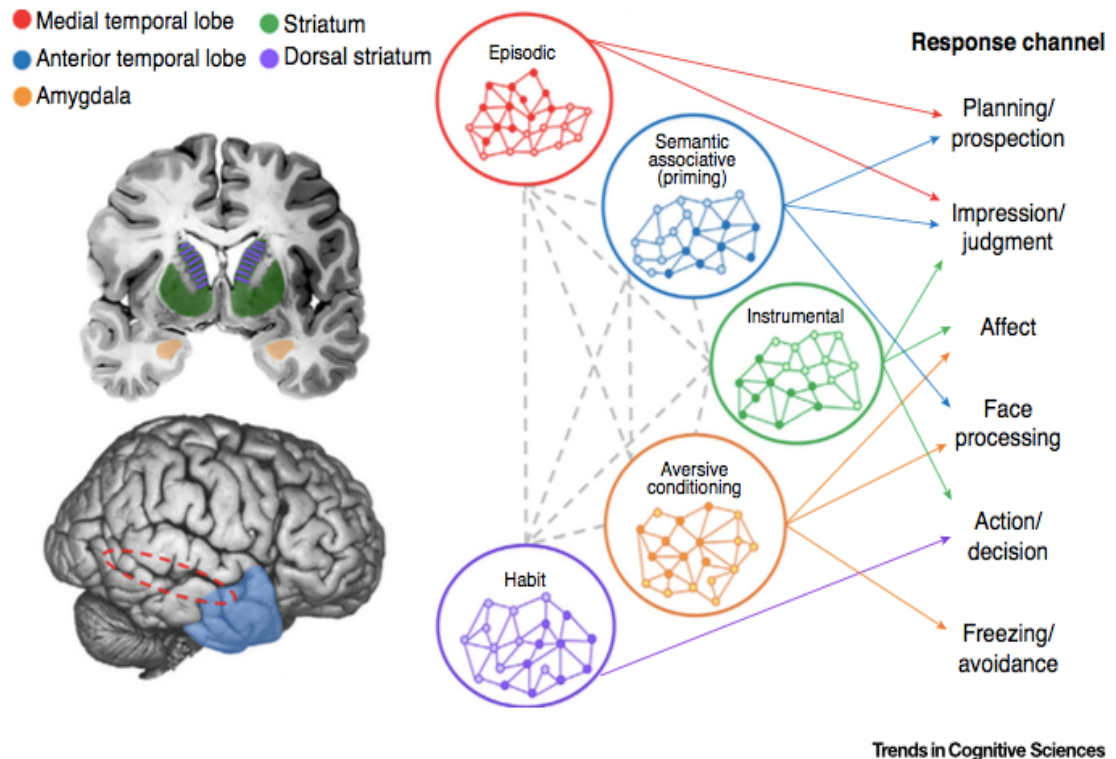 Medial temporal lobe
Striatum
Anterior temporal lobe
Dorsal striatum
Amygdala
Episodic
Semantic
associative
(priming)
Instrumental
Aversive
conditioning
Habit
Response channel
Planning/
prospection
Impression/
judgment
Affect
Face
processing
Action/
decision
Freezing/
avoidance
Trends in Cognitive Sciences